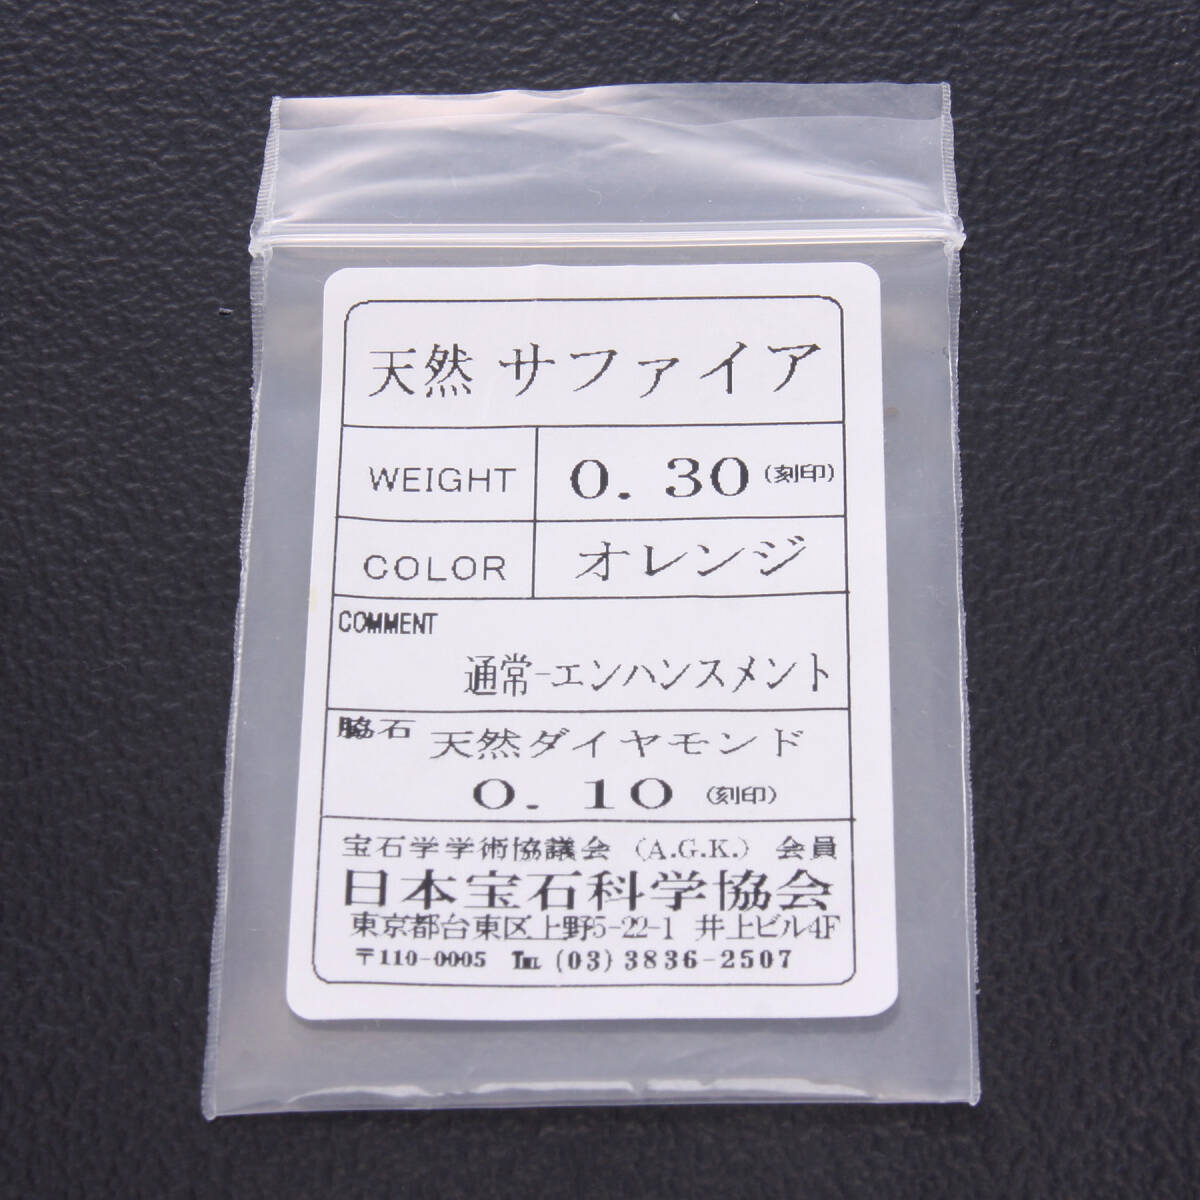 天然 サファイア
WEIGHT 0.30 (刻印)
COLOR オレンジ
COMMENT
通常-エンハンスメント
脇石 天然ダイヤモンド
0.10 (刻印)
宝石学学術協議会 (A.G.K.) 会員
日本宝石科学協会
東京都台東区上野5-22-1 井上ビル4F
〒110-0005 ℡ (03) 3836-2507